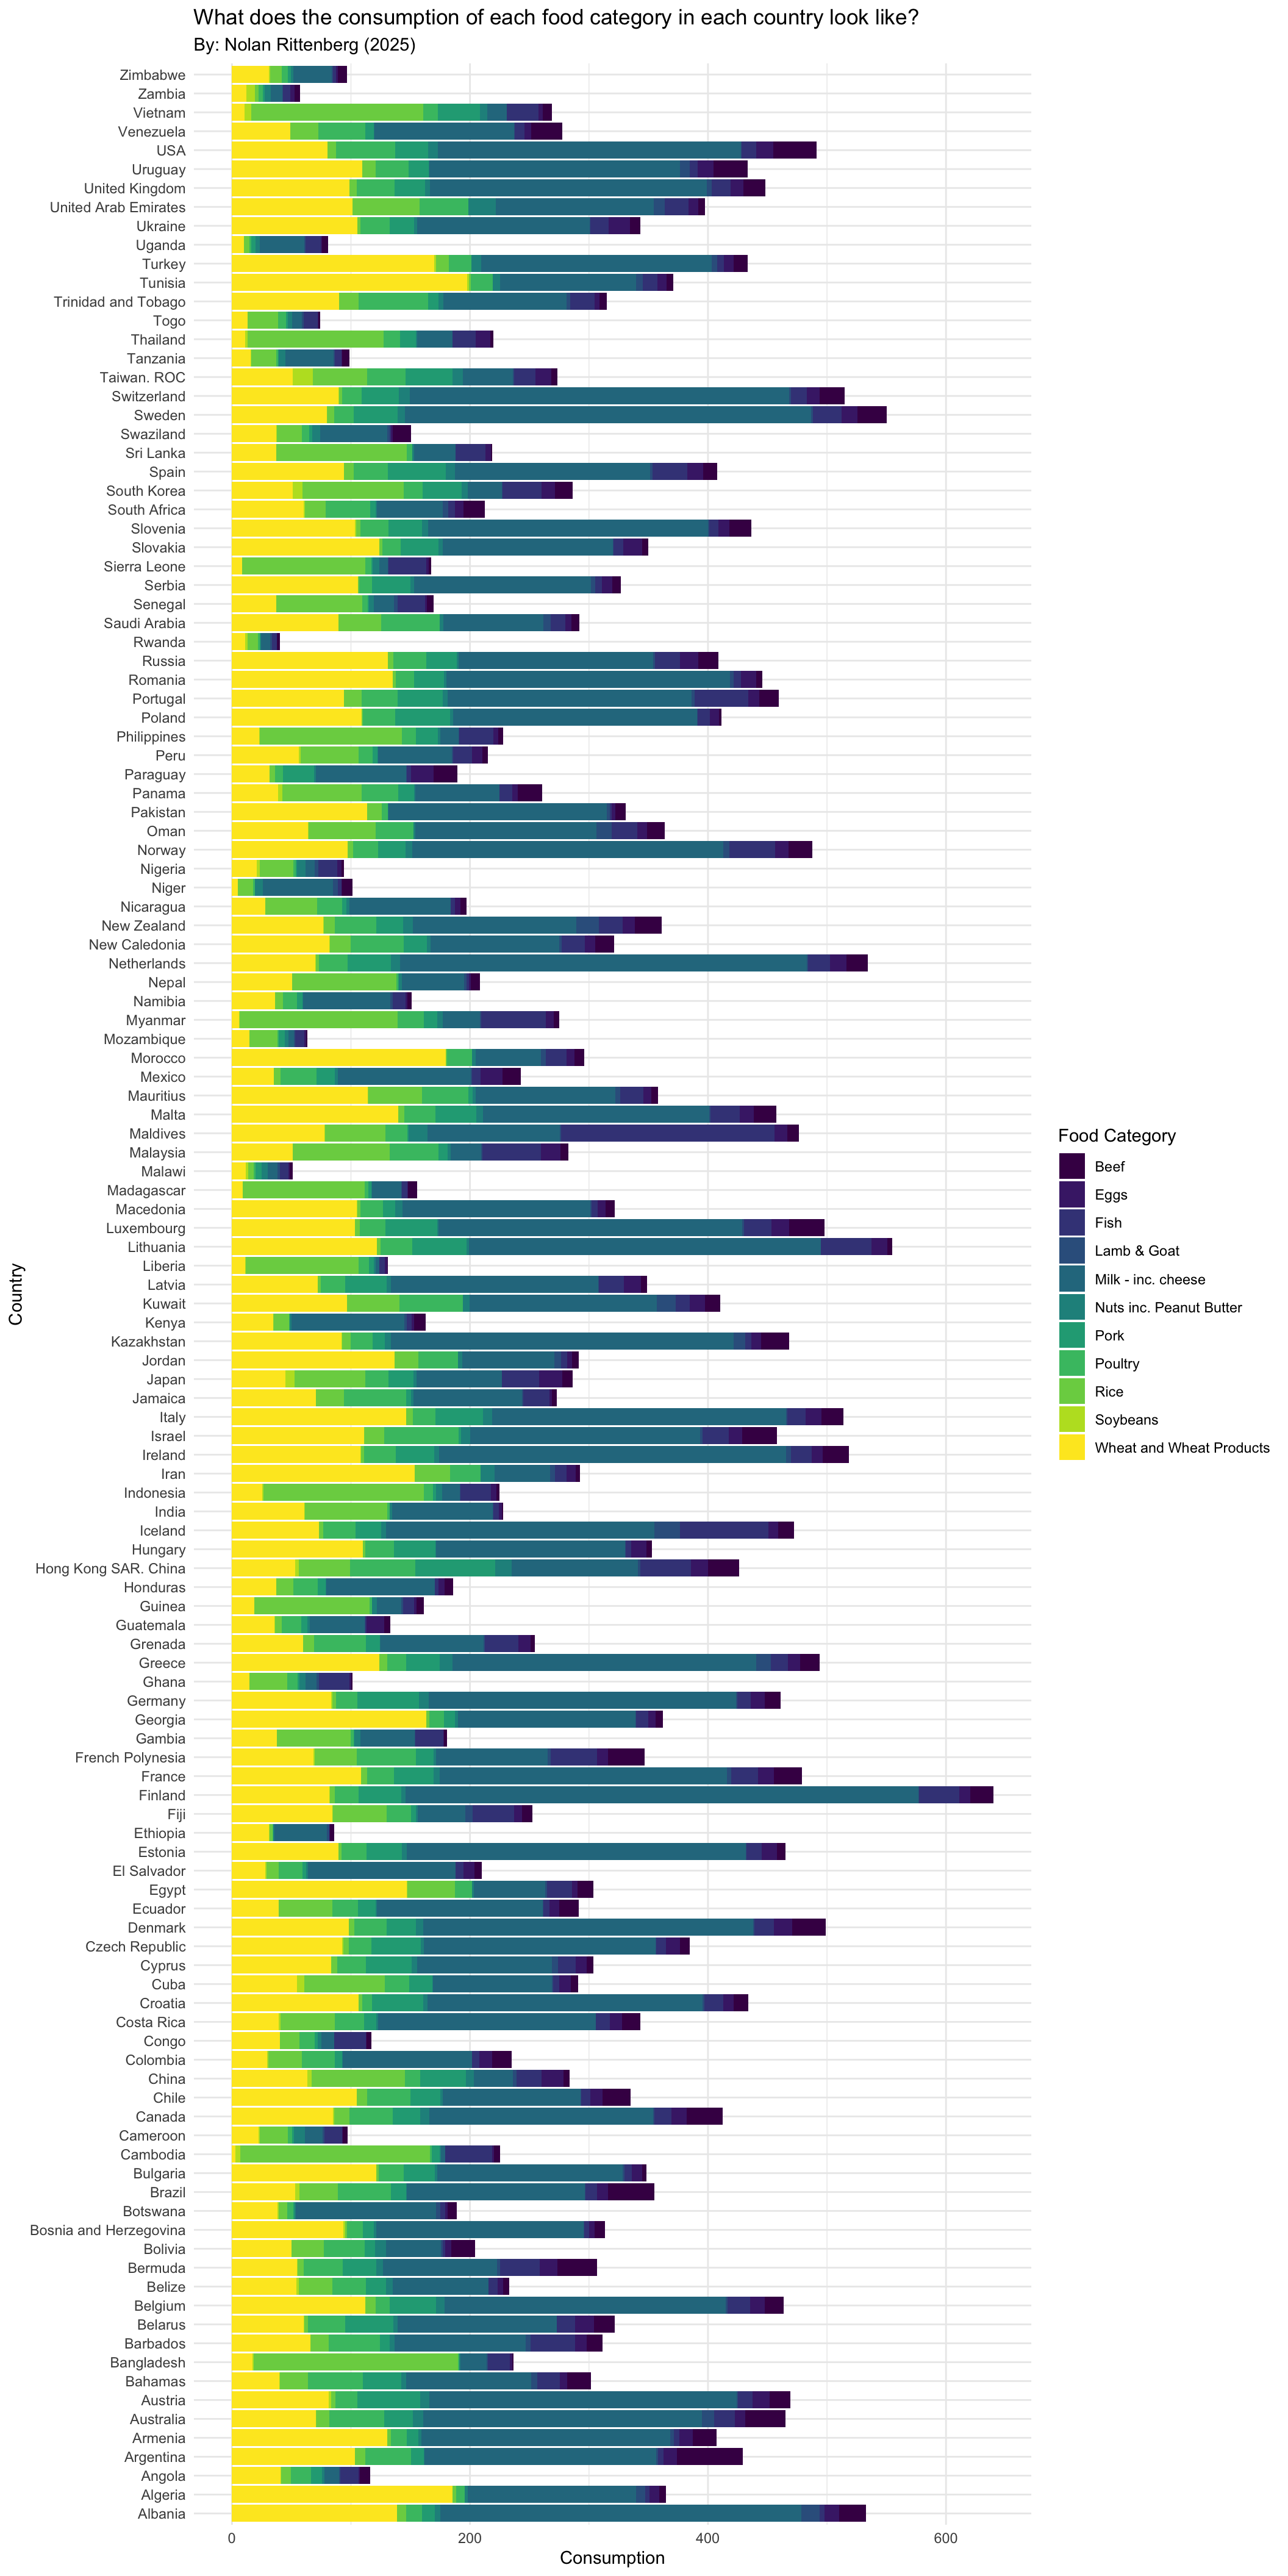 What does the consumption of each food category in each country look like?
By: Nolan Rittenberg (2025)
Zimbabwe
Zambia
Vietnam
Venezuela
USA
Uruguay
United Kingdom
United Arab Emirates
Ukraine
Uganda
Turkey
Tunisia
Trinidad and Tobago
Togo
Thailand
Tanzania
Taiwan. ROC
Switzerland
Sweden
Swaziland
Sri Lanka
Spain
South Korea
South Africa
Slovenia
Slovakia
Sierra Leone
Serbia
Senegal
Saudi Arabia
Rwanda
Russia
Romania
Portugal
Poland
Philippines
Peru
Paraguay
Panama
Pakistan
Oman
Norway
Nigeria
Niger
Nicaragua
New Zealand
New Caledonia
Netherlands
Nepal
Namibia
Myanmar
Mozambique
Morocco
Mexico
Mauritius
Malta
Maldives
Malaysia
Malawi
Madagascar
Macedonia
Luxembourg
Lithuania
Liberia
Latvia
Kuwait
Kenya
Kazakhstan
Jordan
Japan
Jamaica
Italy
Israel
Ireland
Iran
Indonesia
India
Iceland
Hungary
Hong Kong SAR. China
Honduras
Guinea
Guatemala
Grenada
Greece
Ghana
Germany
Georgia
Gambia
French Polynesia
France
Finland
Fiji
Ethiopia
Estonia
El Salvador
Egypt
Ecuador
Denmark
Czech Republic
Cyprus
Cuba
Croatia
Costa Rica
Congo
Colombia
China
Chile
Canada
Cameroon
Cambodia
Bulgaria
Brazil
Botswana
Bosnia and Herzegovina
Bolivia
Bermuda
Belize
Belgium
Belarus
Barbados
Bangladesh
Bahamas
Austria
Australia
Armenia
Argentina
Angola
Algeria
Albania
0 200 400 600
Consumption
Country
Food Category
Beef
Eggs
Fish
Lamb & Goat
Milk - inc. cheese
Nuts inc. Peanut Butter
Pork
Poultry
Rice
Soybeans
Wheat and Wheat Products